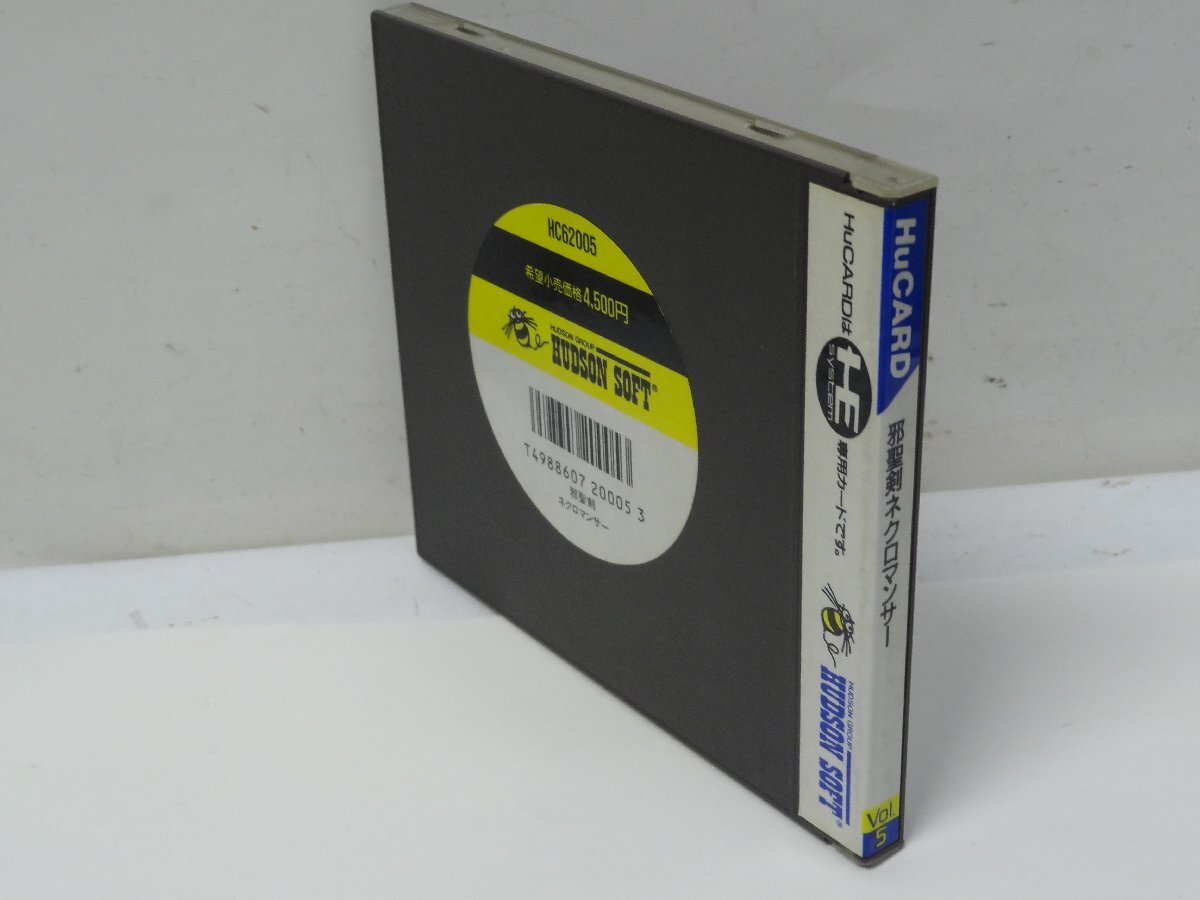 HC62005
希望小売価格4,500円
HUDSON GROUP
HUDSON SOFT®
T4988607 20005 3
邪聖剣
ネクロマンサー
HuCARDは
HE
system
専用カードです。
HUDSON GROUP
HUDSON SOFT®
HuCARD
邪聖剣ネクロマンサー
Vol.
5